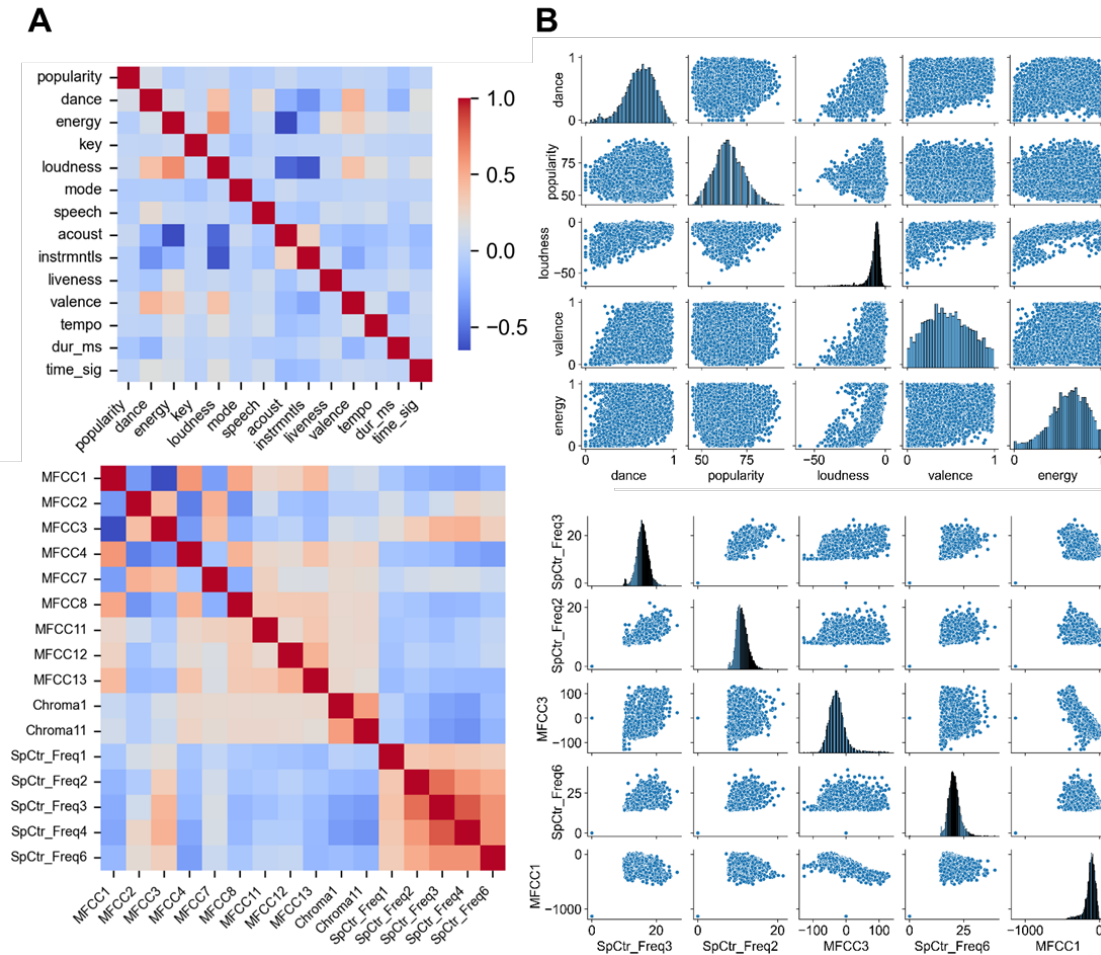 A
B
popularity
dance
energy
key
loudness
mode
speech
acoust
instrmntls
liveness
valence
tempo
dur_ms
time_sig
popularity
dance
energy
key
loudness
mode
speech
acoust
instrmntls
liveness
valence
tempo
dur_ms
time_sig
1.0
0.5
0.0
−0.5
MFCC1
MFCC2
MFCC3
MFCC4
MFCC7
MFCC8
MFCC11
MFCC12
MFCC13
Chroma1
Chroma11
SpCtr_Freq1
SpCtr_Freq2
SpCtr_Freq3
SpCtr_Freq4
SpCtr_Freq6
MFCC1
MFCC2
MFCC3
MFCC4
MFCC7
MFCC8
MFCC11
MFCC12
MFCC13
Chroma1
Chroma11
SpCtr_Freq1
SpCtr_Freq2
SpCtr_Freq3
SpCtr_Freq4
SpCtr_Freq6
dance
1
0
popularity
75
50
loudness
0
−50
valence
1
0
energy
1
0
0 1
50 75
−50 0
0 1
0 1
dance popularity loudness valence energy
SpCtr_Freq3
20
0
SpCtr_Freq2
20
0
MFCC3
100
0
−100
SpCtr_Freq6
25
0
MFCC1
0
−1000
0 20
0 20
−100 0 100
0 25
−1000 0
SpCtr_Freq3 SpCtr_Freq2 MFCC3 SpCtr_Freq6 MFCC1